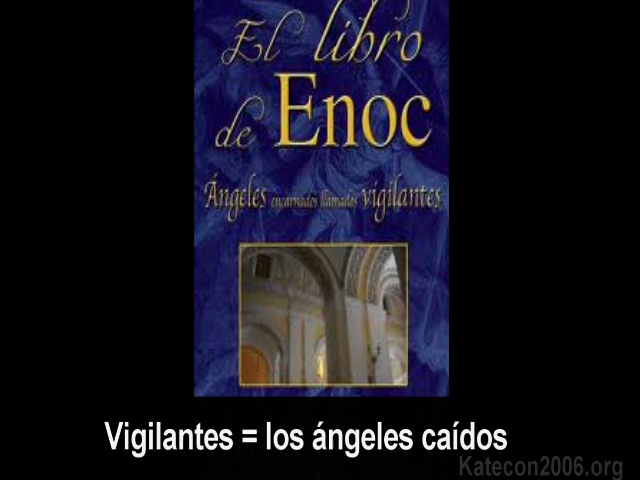 El libro
de Enoc
Ángeles encarnados llamados vigilantes
Vigilantes = los ángeles caídos
Katecon2006.org